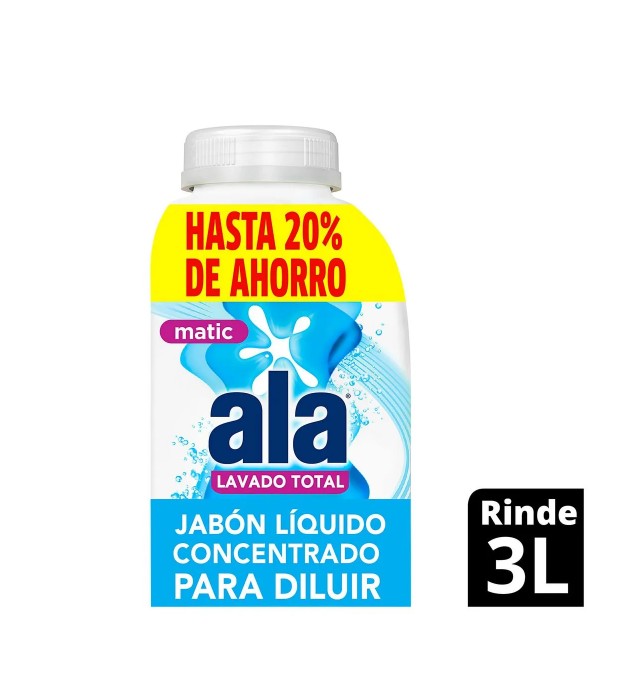 HASTA 20%
DE AHORRO
matic
ala®
LAVADO TOTAL
JABÓN LÍQUIDO
CONCENTRADO
PARA DILUIR
Rinde
3L